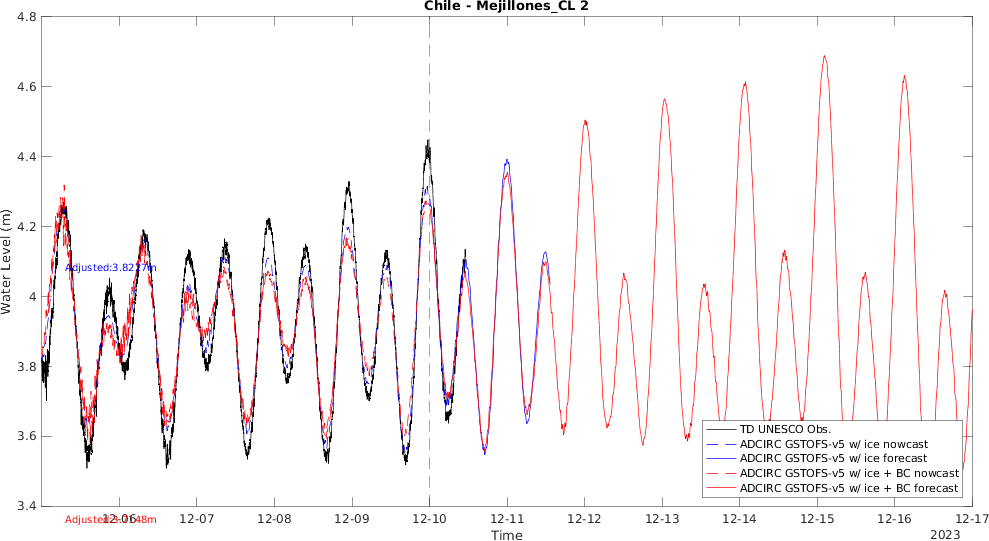 Chile - Mejillones_CL 2
4.8
4.6
4.4
4.2
4
3.8
3.6
3.4
Water Level (m)
Adjusted:3.8227m
TD UNESCO Obs.
ADCIRC GSTOFS-v5 w/ ice nowcast
ADCIRC GSTOFS-v5 w/ ice forecast
ADCIRC GSTOFS-v5 w/ ice + BC nowcast
ADCIRC GSTOFS-v5 w/ ice + BC forecast
12-06 12-07 12-08 12-09 12-10 12-11 12-12 12-13 12-14 12-15 12-16 12-17
Time
2023